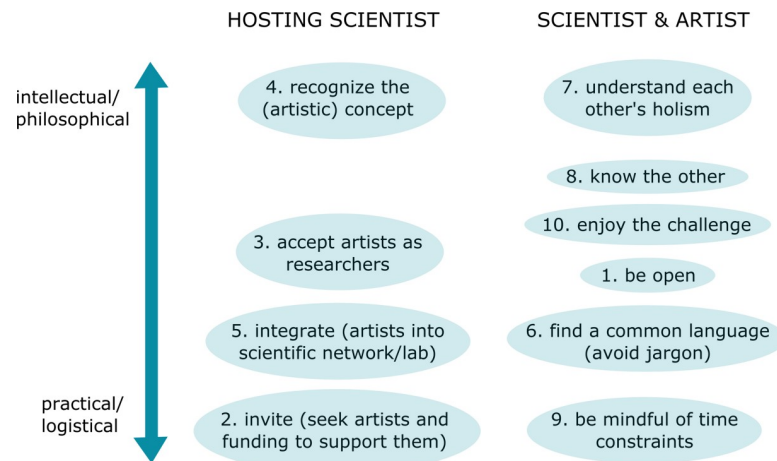 HOSTING SCIENTIST
SCIENTIST & ARTIST
intellectual/
philosophical
4. recognize the
(artistic) concept
7. understand each
other's holism
8. know the other
10. enjoy the challenge
3. accept artists as
researchers
1. be open
5. integrate (artists into
scientific network/lab)
6. find a common language
(avoid jargon)
practical/
logistical
2. invite (seek artists and
funding to support them)
9. be mindful of time
constraints